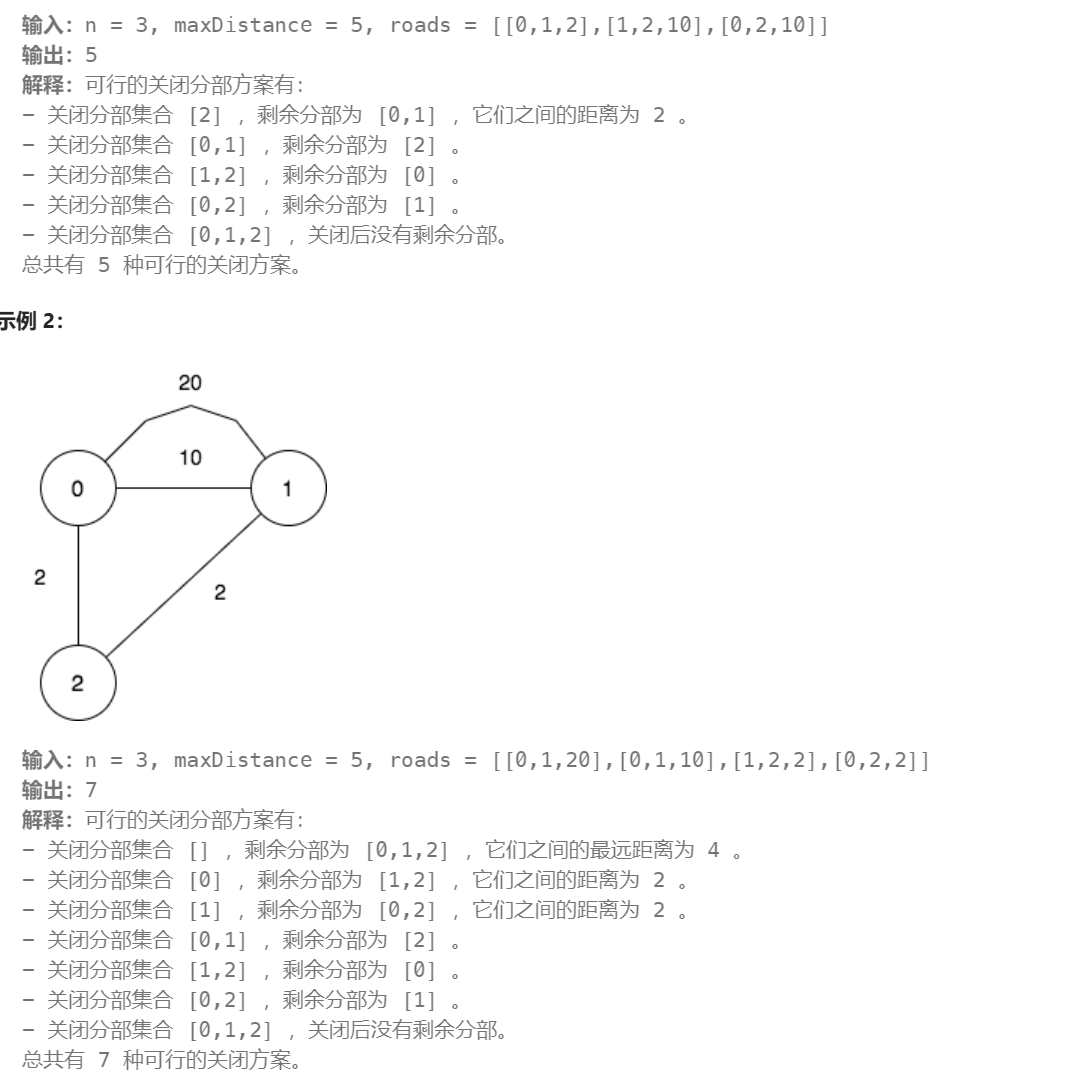 输入：n = 3, maxDistance = 5, roads = [[0,1,2],[1,2,10],[0,2,10]]
输出：5
解释：可行的关闭分部方案有：
- 关闭分部集合 [2] ，剩余分部为 [0,1] ，它们之间的距离为 2 。
- 关闭分部集合 [0,1] ，剩余分部为 [2] 。
- 关闭分部集合 [1,2] ，剩余分部为 [0] 。
- 关闭分部集合 [0,2] ，剩余分部为 [1] 。
- 关闭分部集合 [0,1,2] ，关闭后没有剩余分部。
总共有 5 种可行的关闭方案。
示例 2：
20
10
0
1
2
2
2
输入：n = 3, maxDistance = 5, roads = [[0,1,20],[0,1,10],[1,2,2],[0,2,2]]
输出：7
解释：可行的关闭分部方案有：
- 关闭分部集合 [] ，剩余分部为 [0,1,2] ，它们之间的最远距离为 4 。
- 关闭分部集合 [0] ，剩余分部为 [1,2] ，它们之间的距离为 2 。
- 关闭分部集合 [1] ，剩余分部为 [0,2] ，它们之间的距离为 2 。
- 关闭分部集合 [0,1] ，剩余分部为 [2] 。
- 关闭分部集合 [1,2] ，剩余分部为 [0] 。
- 关闭分部集合 [0,2] ，剩余分部为 [1] 。
- 关闭分部集合 [0,1,2] ，关闭后没有剩余分部。
总共有 7 种可行的关闭方案。